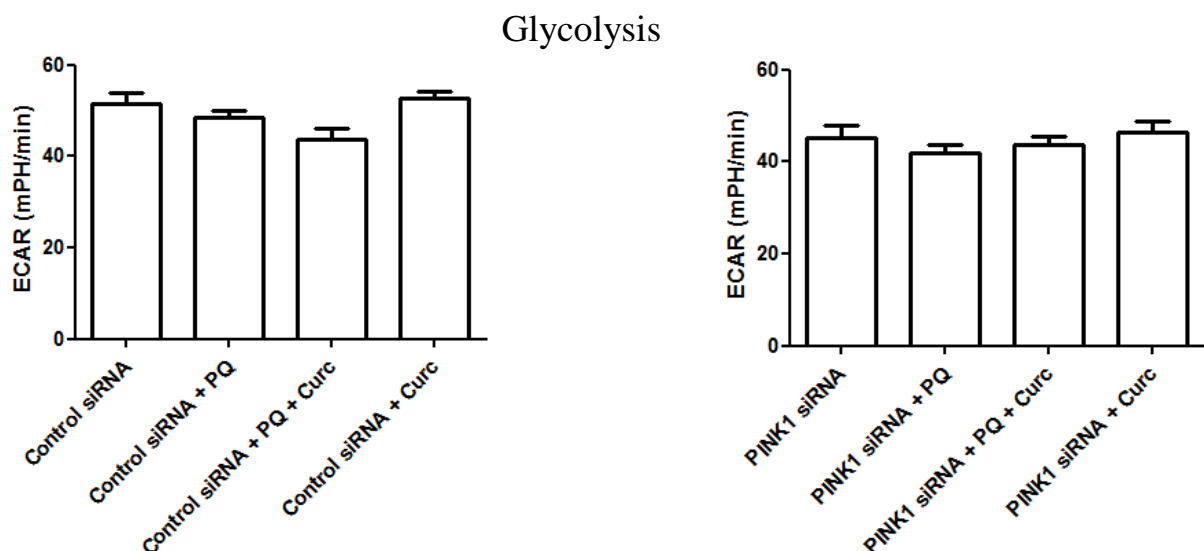 Glycolysis
ECAR (mPH/min)
60
40
20
0
Control siRNA
Control siRNA + PQ
Control siRNA + PQ + Curc
Control siRNA + Curc
ECAR (mPH/min)
60
40
20
0
PINK1 siRNA
PINK1 siRNA + PQ
PINK1 siRNA + PQ + Curc
PINK1 siRNA + Curc